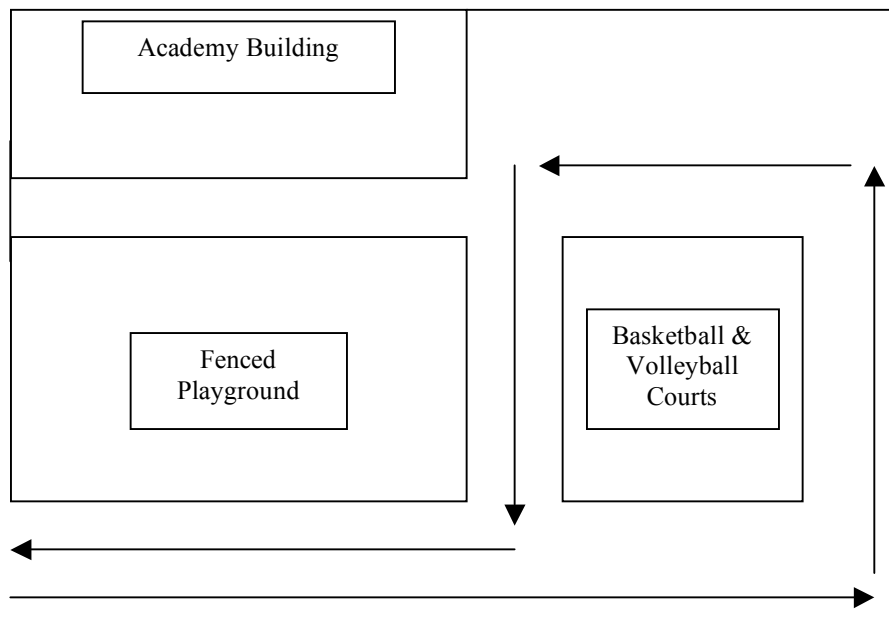 Academy Building
Fenced
Playground
Basketball &
Volleyball
Courts